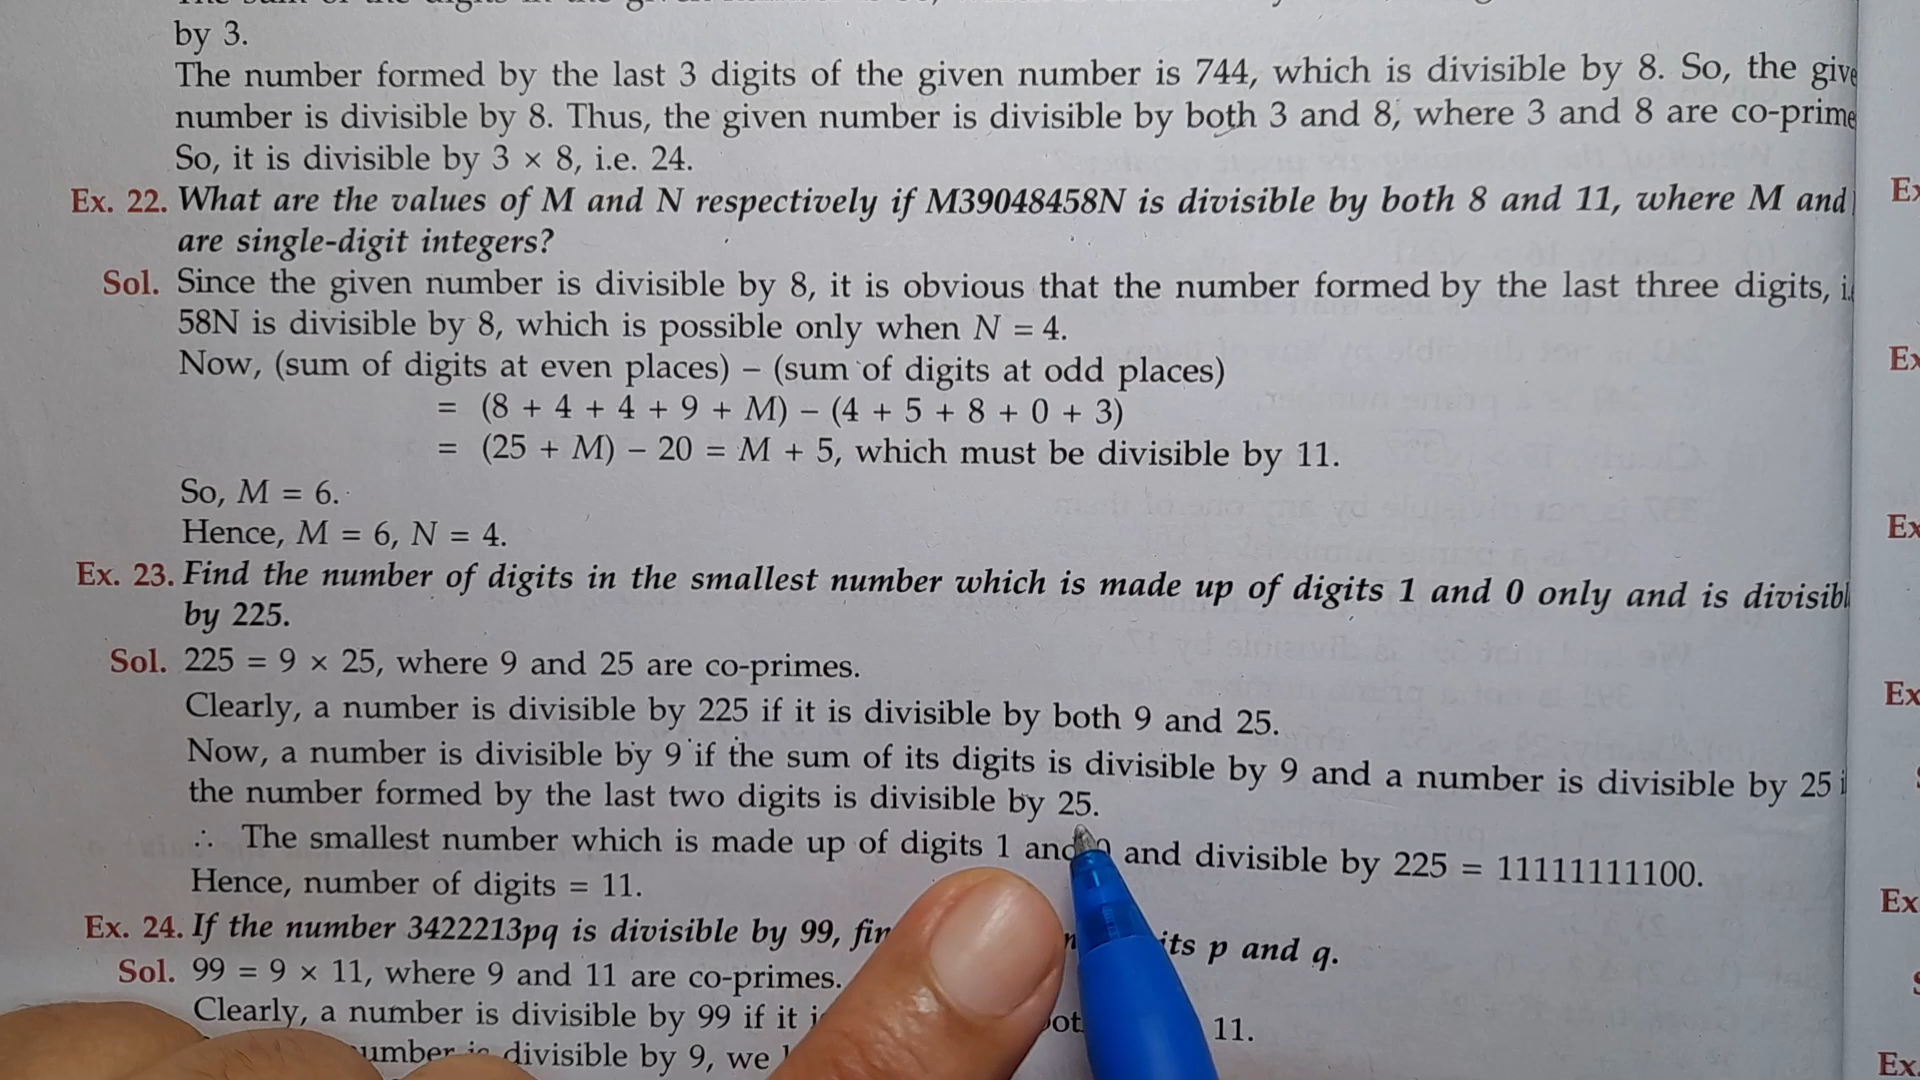 by 3.
The number formed by the last 3 digits of the given number is 744, which is divisible by 8. So, the give
number is divisible by 8. Thus, the given number is divisible by both 3 and 8, where 3 and 8 are co-prime
So, it is divisible by 3 × 8, i.e. 24.
Ex. 22. What are the values of M and N respectively if M39048458N is divisible by both 8 and 11, where M and
are single-digit integers?
Sol. Since the given number is divisible by 8, it is obvious that the number formed by the last three digits, i.
58N is divisible by 8, which is possible only when N = 4.
Now, (sum of digits at even places) – (sum of digits at odd places)
= (8 + 4 + 4 + 9 + M) – (4 + 5 + 8 + 0 + 3)
= (25 + M) – 20 = M + 5, which must be divisible by 11.
So, M = 6.
Hence, M = 6, N = 4.
Ex. 23. Find the number of digits in the smallest number which is made up of digits 1 and 0 only and is divisibl
by 225.
Sol. 225 = 9 × 25, where 9 and 25 are co-primes.
Clearly, a number is divisible by 225 if it is divisible by both 9 and 25.
Now, a number is divisible by 9 if the sum of its digits is divisible by 9 and a number is divisible by 25 i
the number formed by the last two digits is divisible by 25.
∴ The smallest number which is made up of digits 1 and 0 and divisible by 225 = 11111111100.
Hence, number of digits = 11.
Ex. 24. If the number 3422213pq is divisible by 99, fin its p and q.
Sol. 99 = 9 × 11, where 9 and 11 are co-primes.
Clearly, a number is divisible by 99 if it i ot 11.
umber is divisible by 9, we
Ex
Ex
Ex
Ex
Ex
Ex.